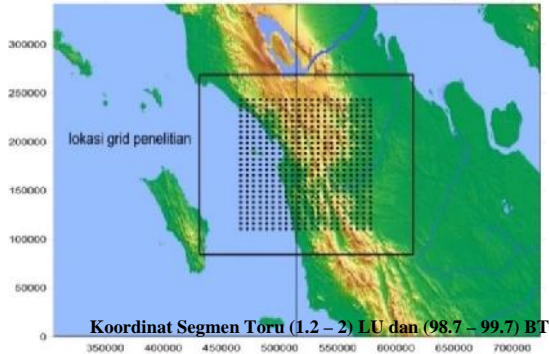 300000
250000
200000
lokasi grid penelitian
150000
100000
50000
0
Koordinat Segmen Toru (1.2 – 2) LU dan (98.7 – 99.7) BT
350000 400000 450000 500000 550000 600000 650000 700000